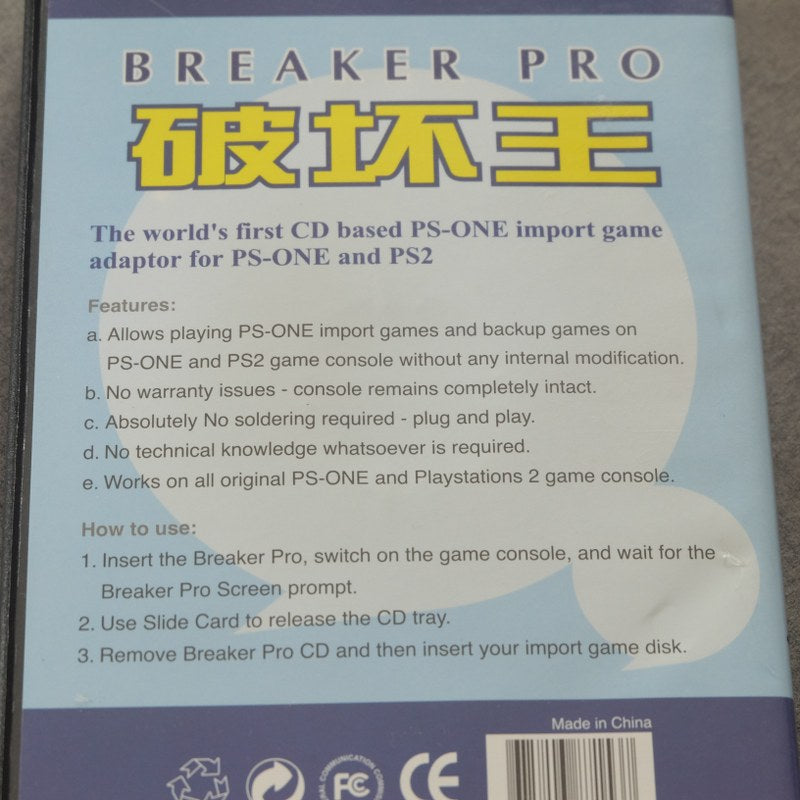 BREAKER PRO
破坏王
The world's first CD based PS-ONE import game
adaptor for PS-ONE and PS2
Features:
a. Allows playing PS-ONE import games and backup games on
PS-ONE and PS2 game console without any internal modification.
b. No warranty issues - console remains completely intact.
c. Absolutely No soldering required - plug and play.
d. No technical knowledge whatsoever is required.
e. Works on all original PS-ONE and Playstations 2 game console.
How to use:
1. Insert the Breaker Pro, switch on the game console, and wait for the
Breaker Pro Screen prompt.
2. Use Slide Card to release the CD tray.
3. Remove Breaker Pro CD and then insert your import game disk.
Made in China
COMMUNICATION
FC
CE